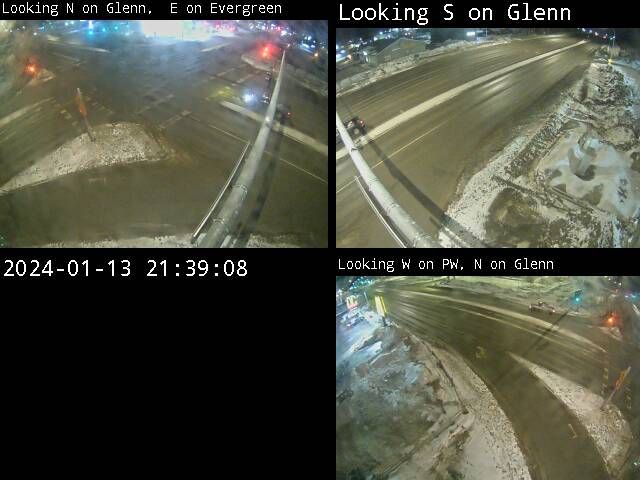 Looking N on Glenn,  E on Evergreen
Looking S on Glenn
2024-01-13 21:39:08
Looking W on PW, N on Glenn